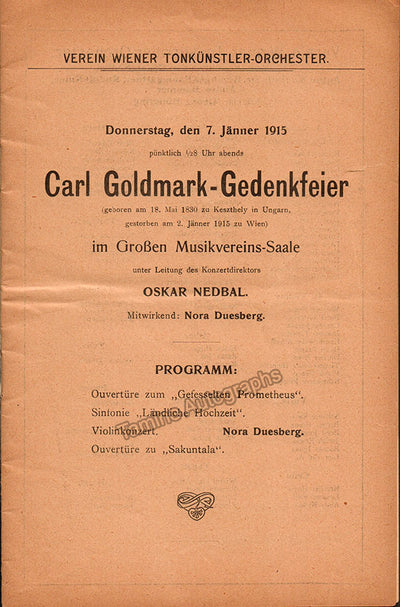 VEREIN WIENER TONKÜNSTLER-ORCHESTER.
Donnerstag, den 7. Jänner 1915
pünktlich ½8 Uhr abends
Carl Goldmark-Gedenkfeier
(geboren am 18. Mai 1830 zu Keszthely in Ungarn,
gestorben am 2. Jänner 1915 zu Wien)
im Großen Musikvereins-Saale
unter Leitung des Konzertdirektors
OSKAR NEDBAL.
Mitwirkend: Nora Duesberg.
PROGRAMM:
Ouvertüre zum „Gefesselten Prometheus“.
Sinfonie „Ländliche Hochzeit“.
Violinkonzert. Nora Duesberg.
Ouvertüre zu „Sakuntala“.
Tamino Autographs